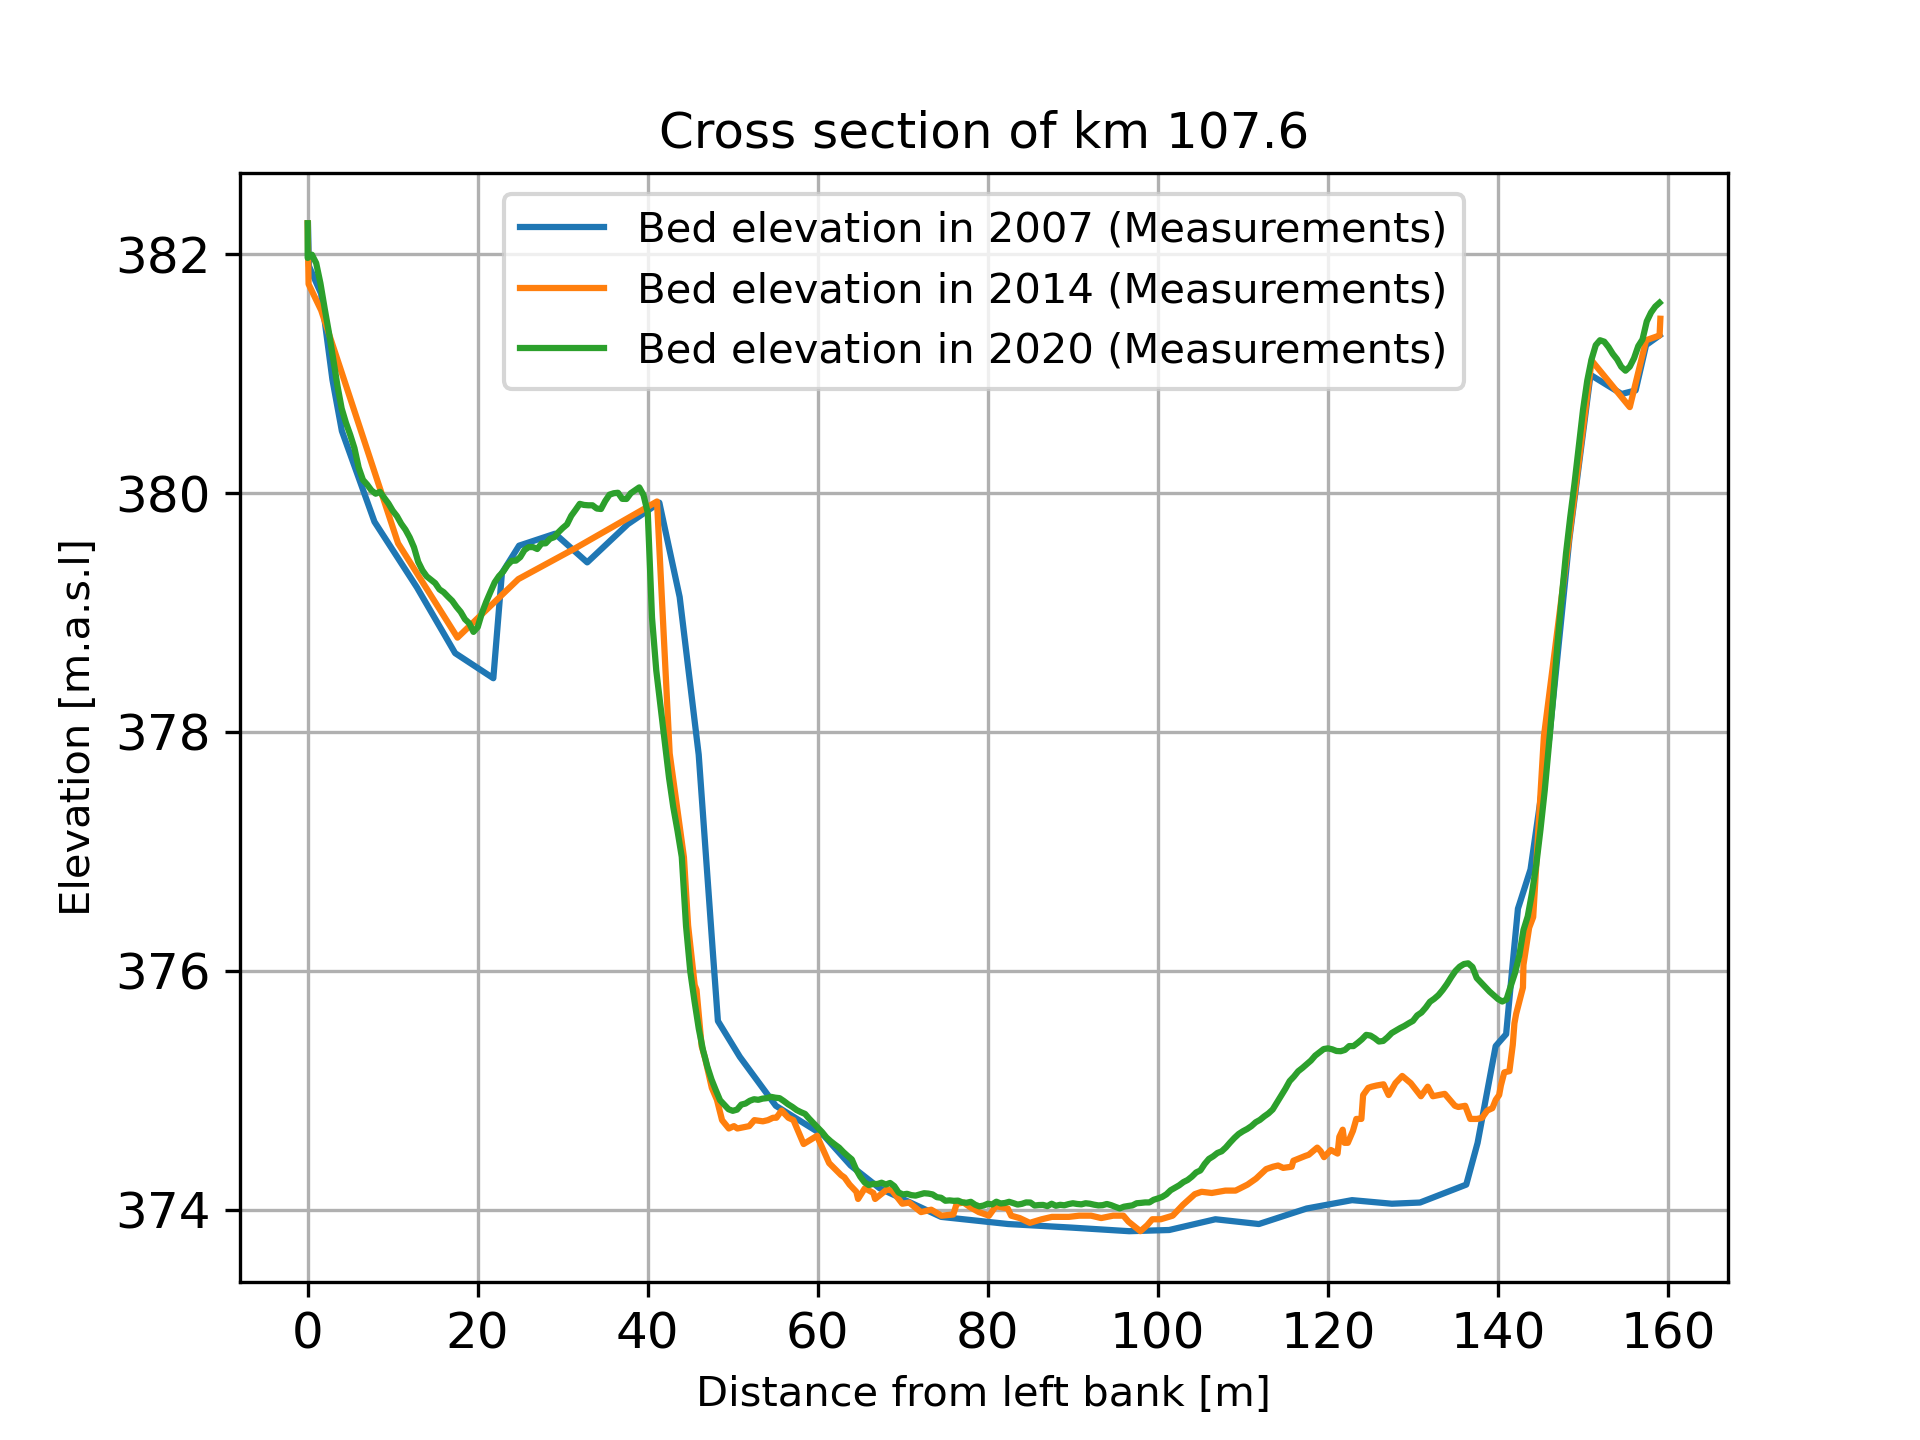 Cross section of km 107.6
Bed elevation in 2007 (Measurements)
Bed elevation in 2014 (Measurements)
Bed elevation in 2020 (Measurements)
382
380
378
376
374
Elevation [m.a.s.l]
0 20 40 60 80 100 120 140 160
Distance from left bank [m]